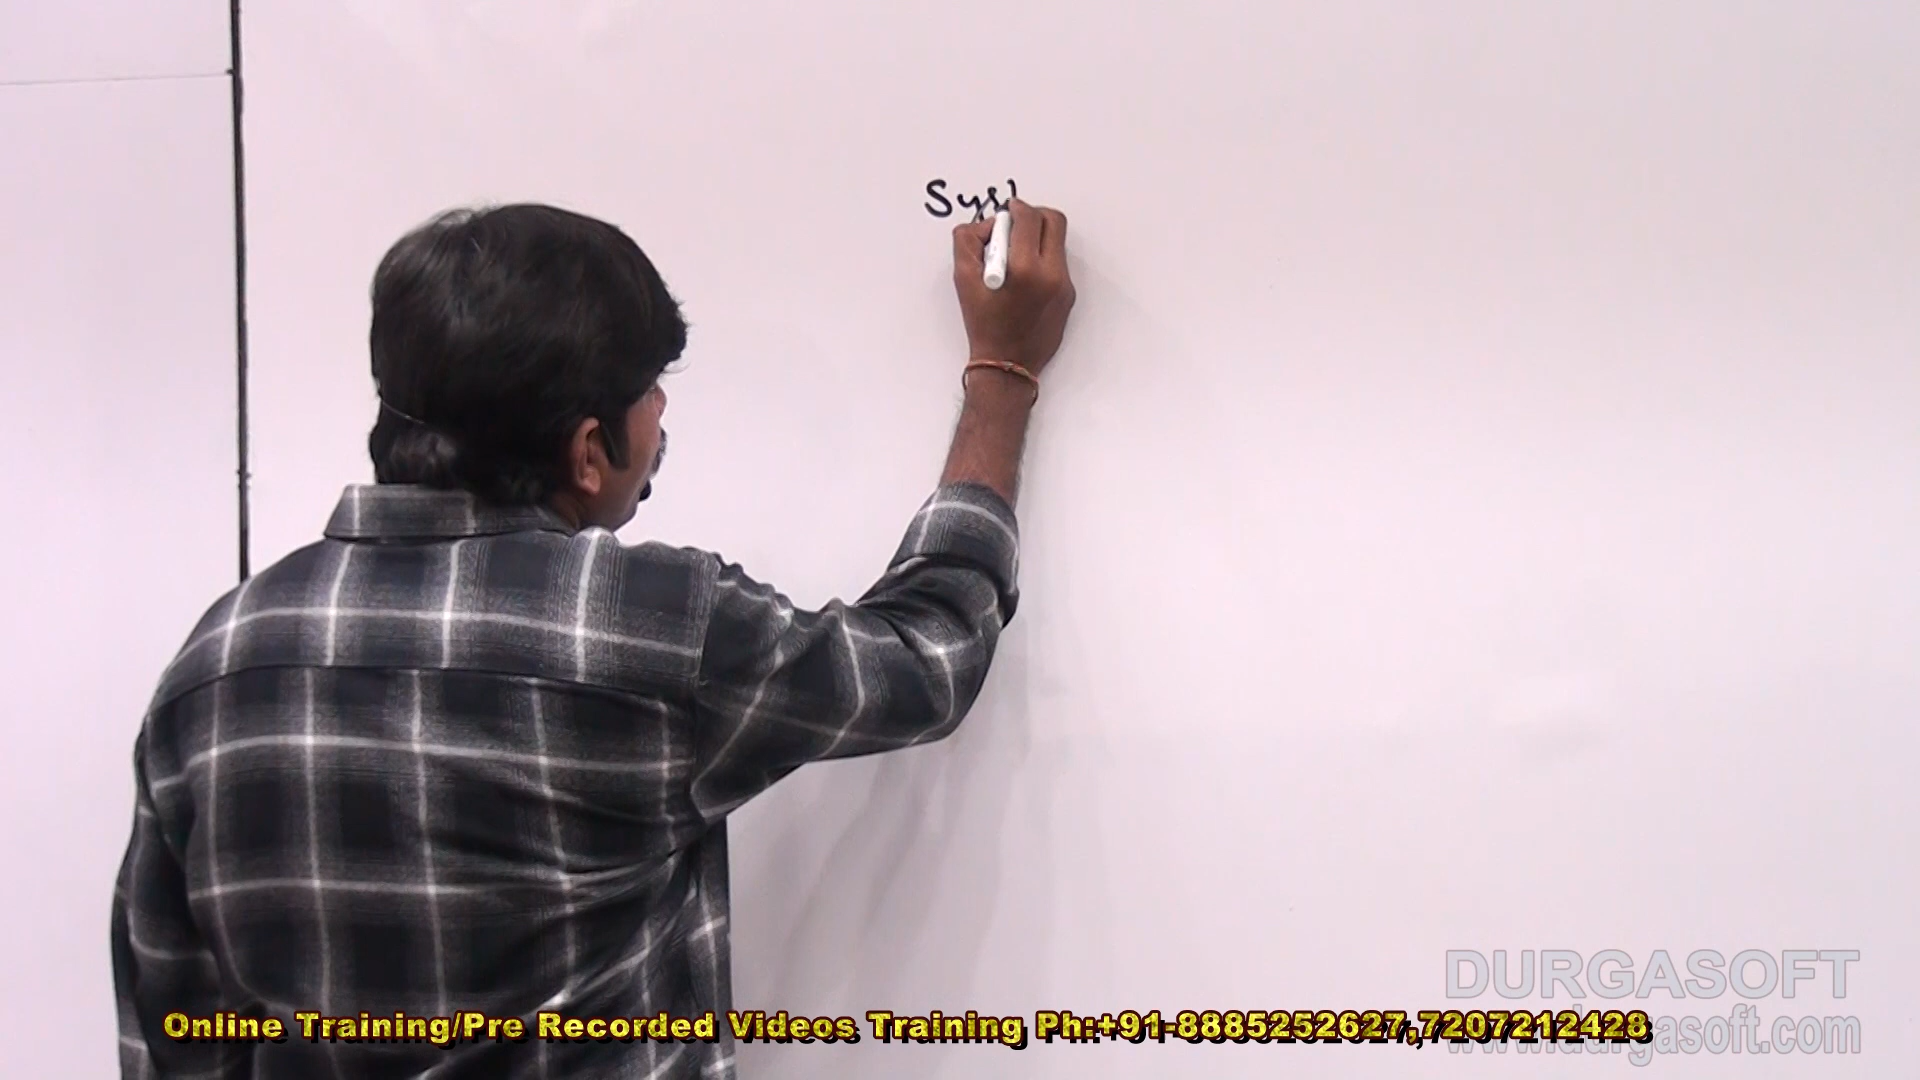 Sys
Online Training/Pre Recorded Videos Training Ph:+91-8885252627,7207212428
DURGASOFT
www.durgasoft.com